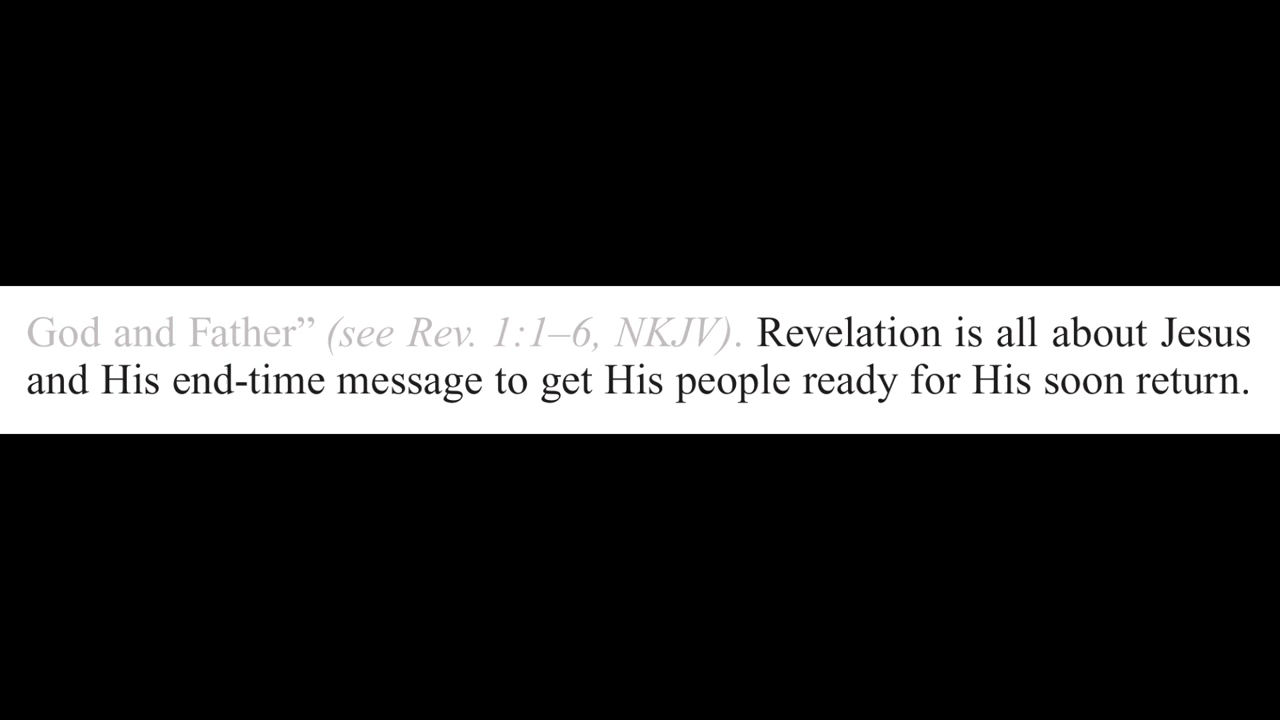 God and Father” (see Rev. 1:1–6, NKJV). Revelation is all about Jesus
and His end-time message to get His people ready for His soon return.